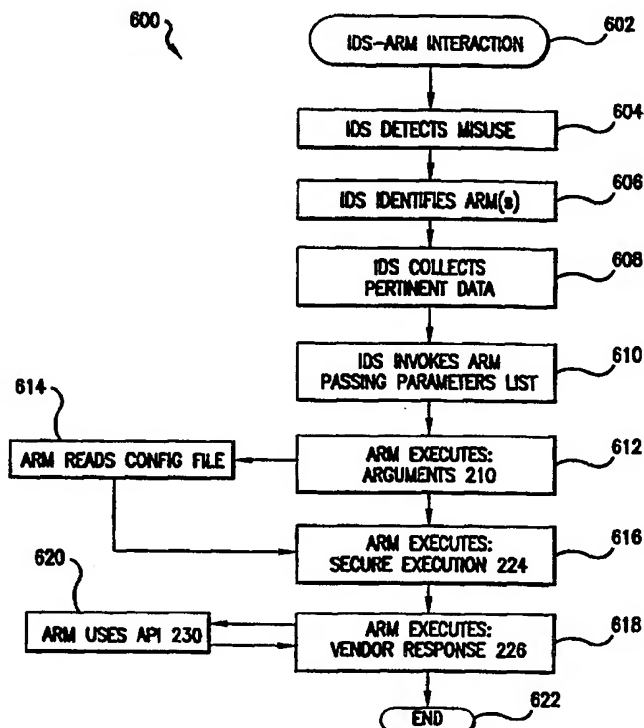 600
IDS-ARM INTERACTION
602
IDS DETECTS MISUSE
604
IDS IDENTIFIES ARM(s)
606
IDS COLLECTS
PERTINENT DATA
608
IDS INVOKES ARM
PASSING PARAMETERS LIST
610
614
ARM READS CONFIG FILE
ARM EXECUTES:
ARGUMENTS 210
612
ARM EXECUTES:
SECURE EXECUTION 224
616
620
ARM USES API 230
ARM EXECUTES:
VENDOR RESPONSE 226
618
END
622